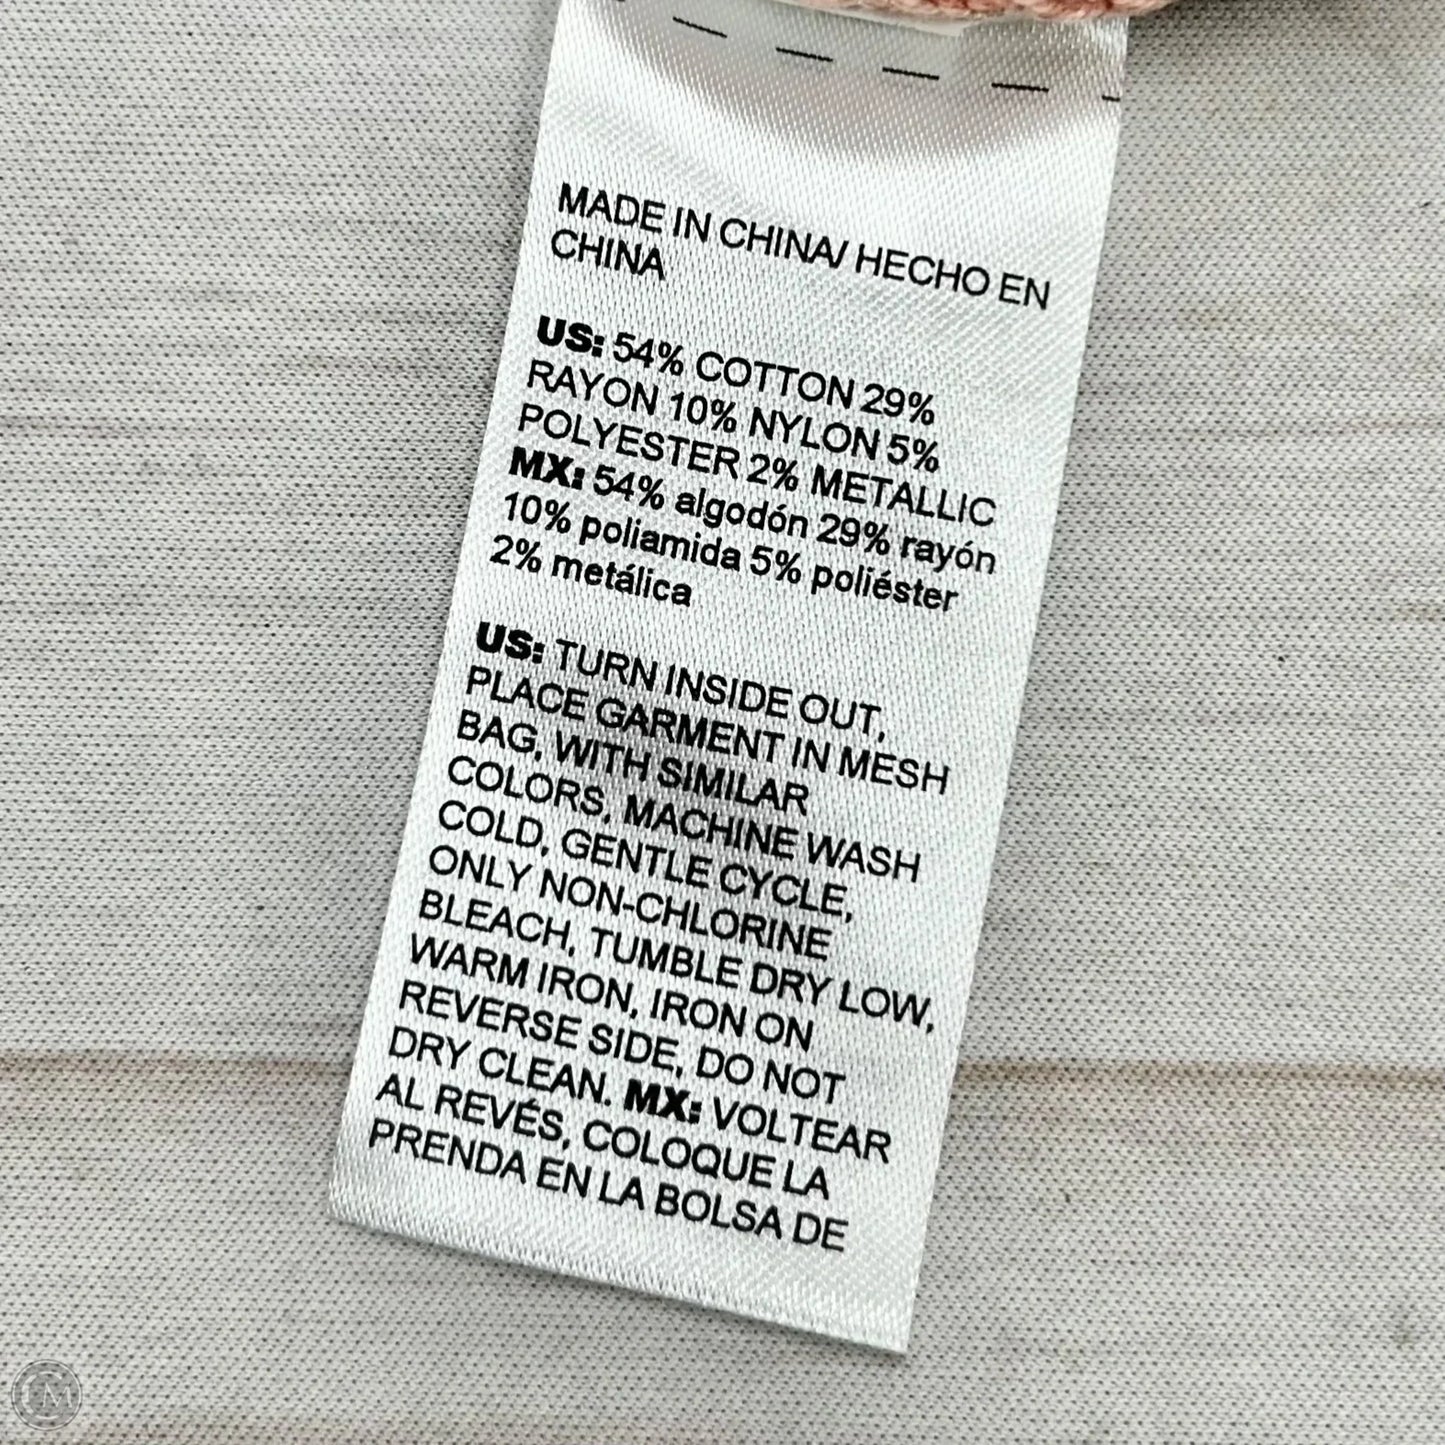 MADE IN CHINA/ HECHO EN
CHINA
US: 54% COTTON 29%
RAYON 10% NYLON 5%
POLYESTER 2% METALLIC
MX: 54% algodón 29% rayón
10% poliamida 5% poliéster
2% metálica
US: TURN INSIDE OUT,
PLACE GARMENT IN MESH
BAG, WITH SIMILAR
COLORS, MACHINE WASH
COLD, GENTLE CYCLE,
ONLY NON-CHLORINE
BLEACH, TUMBLE DRY LOW,
WARM IRON, IRON ON
REVERSE SIDE, DO NOT
DRY CLEAN. MX: VOLTEAR
AL REVÉS, COLOQUE LA
PRENDA EN LA BOLSA DE
CM